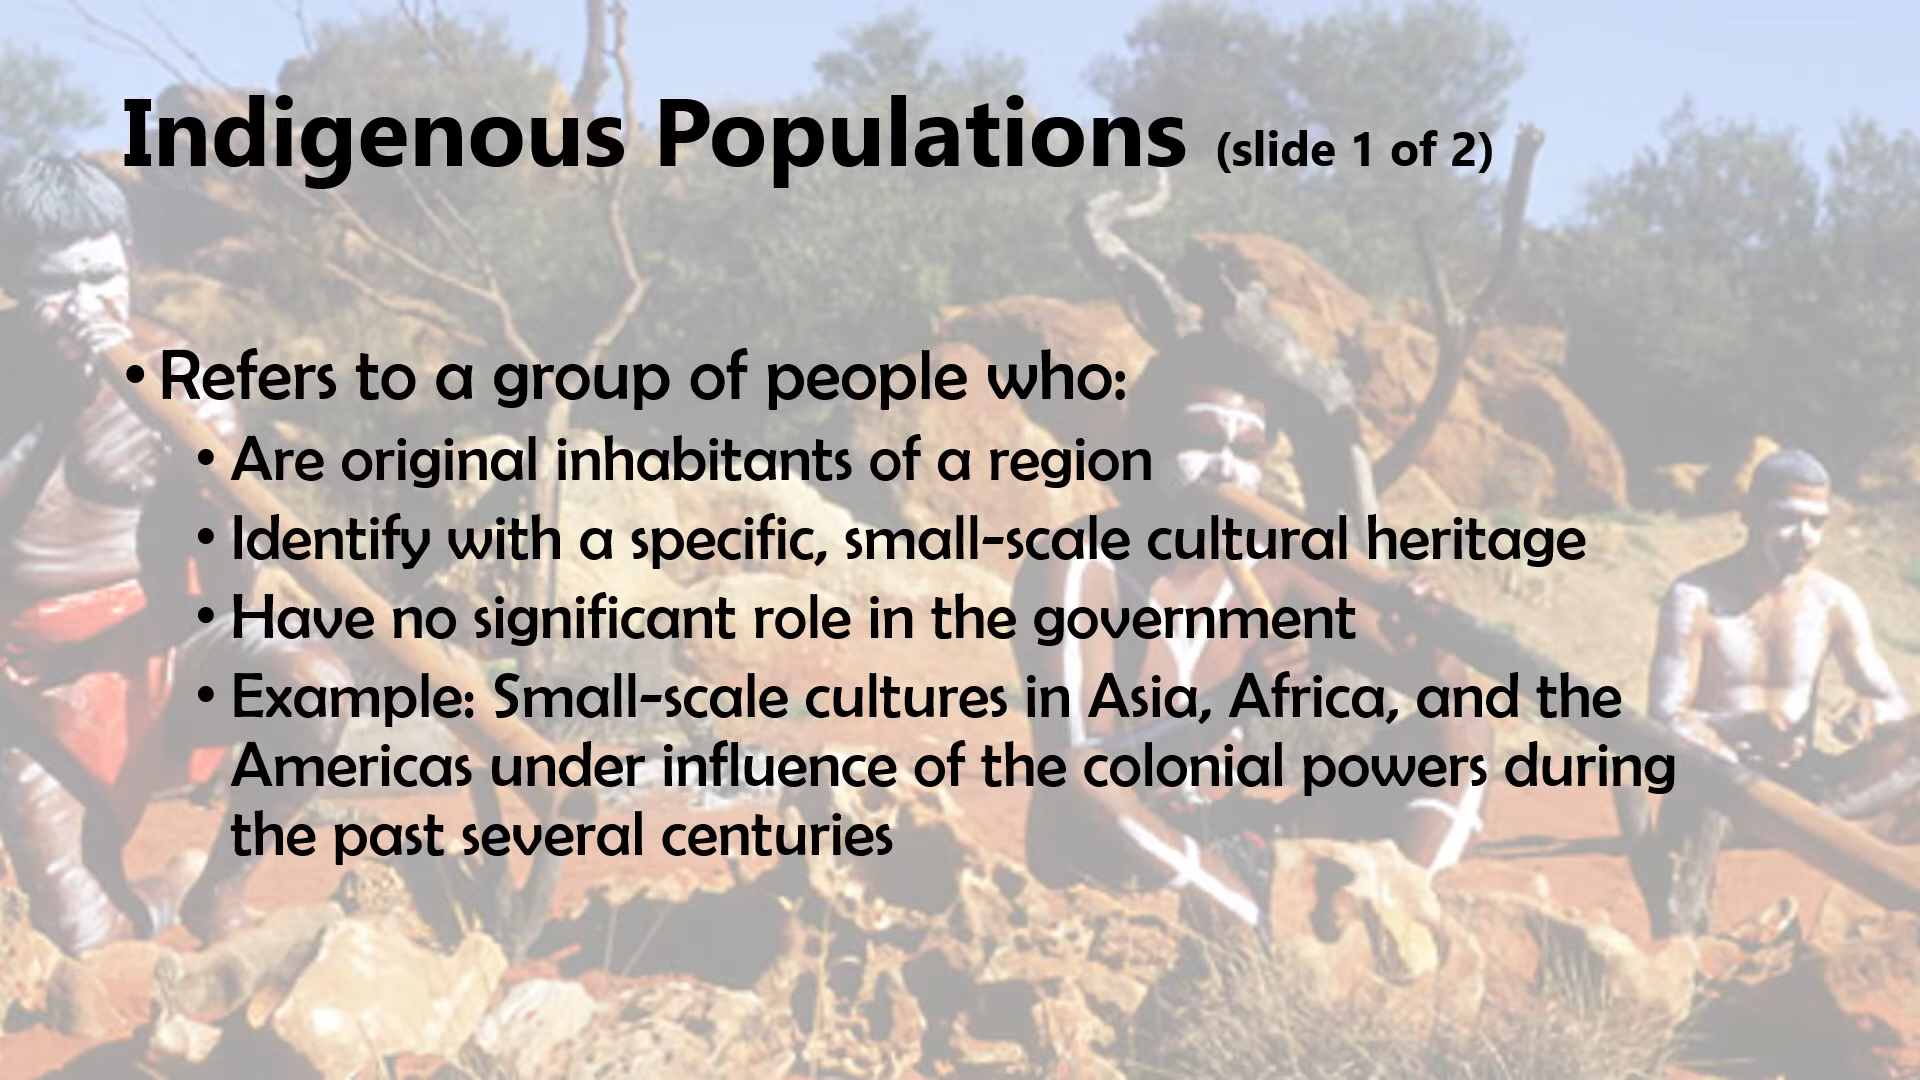 Indigenous Populations (slide 1 of 2)
• Refers to a group of people who:
• Are original inhabitants of a region
• Identify with a specific, small-scale cultural heritage
• Have no significant role in the government
• Example: Small-scale cultures in Asia, Africa, and the
Americas under influence of the colonial powers during
the past several centuries